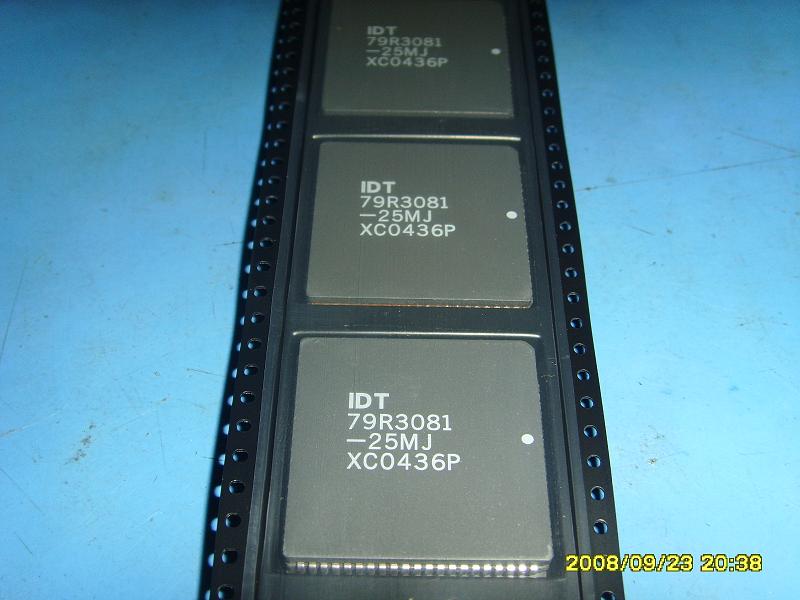 IDT
79R3081
—25MJ
XC0436P
IDT
79R3081
—25MJ
XC0436P
IDT
79R3081
—25MJ
XC0436P
2008/09/23 20:38